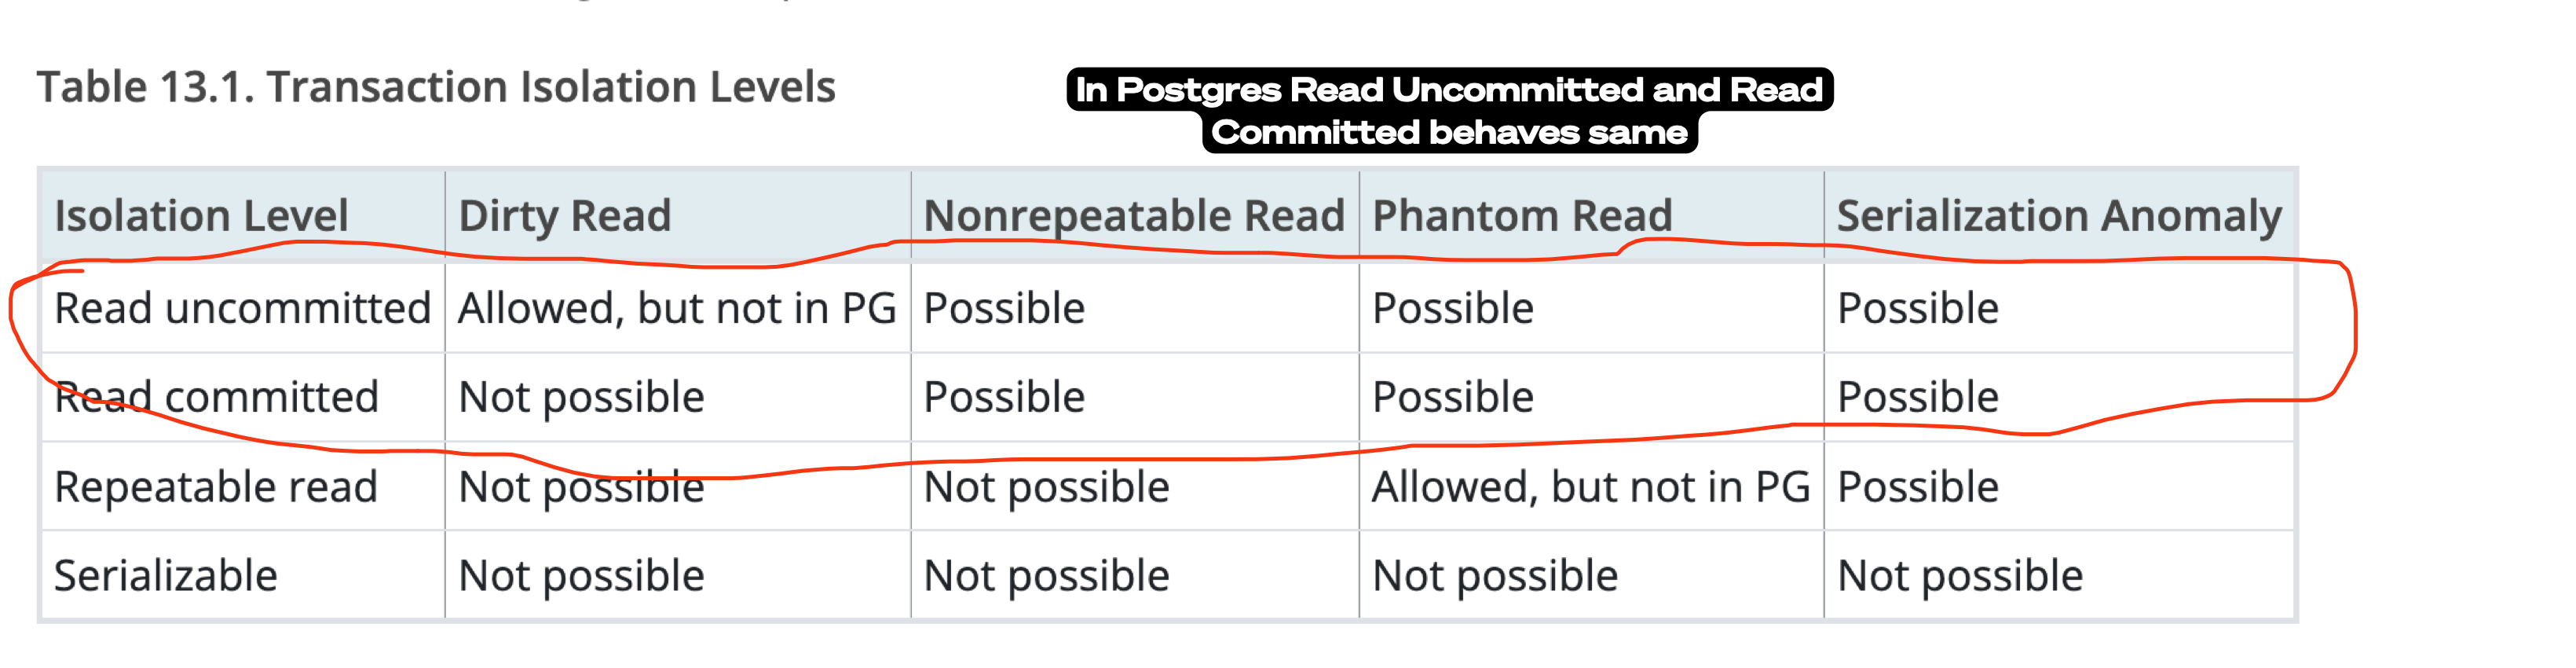 Table 13.1. Transaction Isolation Levels
In Postgres Read Uncommitted and Read
Committed behaves same
Isolation Level Dirty Read Nonrepeatable Read Phantom Read Serialization Anomaly
Read uncommitted Allowed, but not in PG Possible Possible Possible
Read committed Not possible Possible Possible Possible
Repeatable read Not possible Not possible Allowed, but not in PG Possible
Serializable Not possible Not possible Not possible Not possible